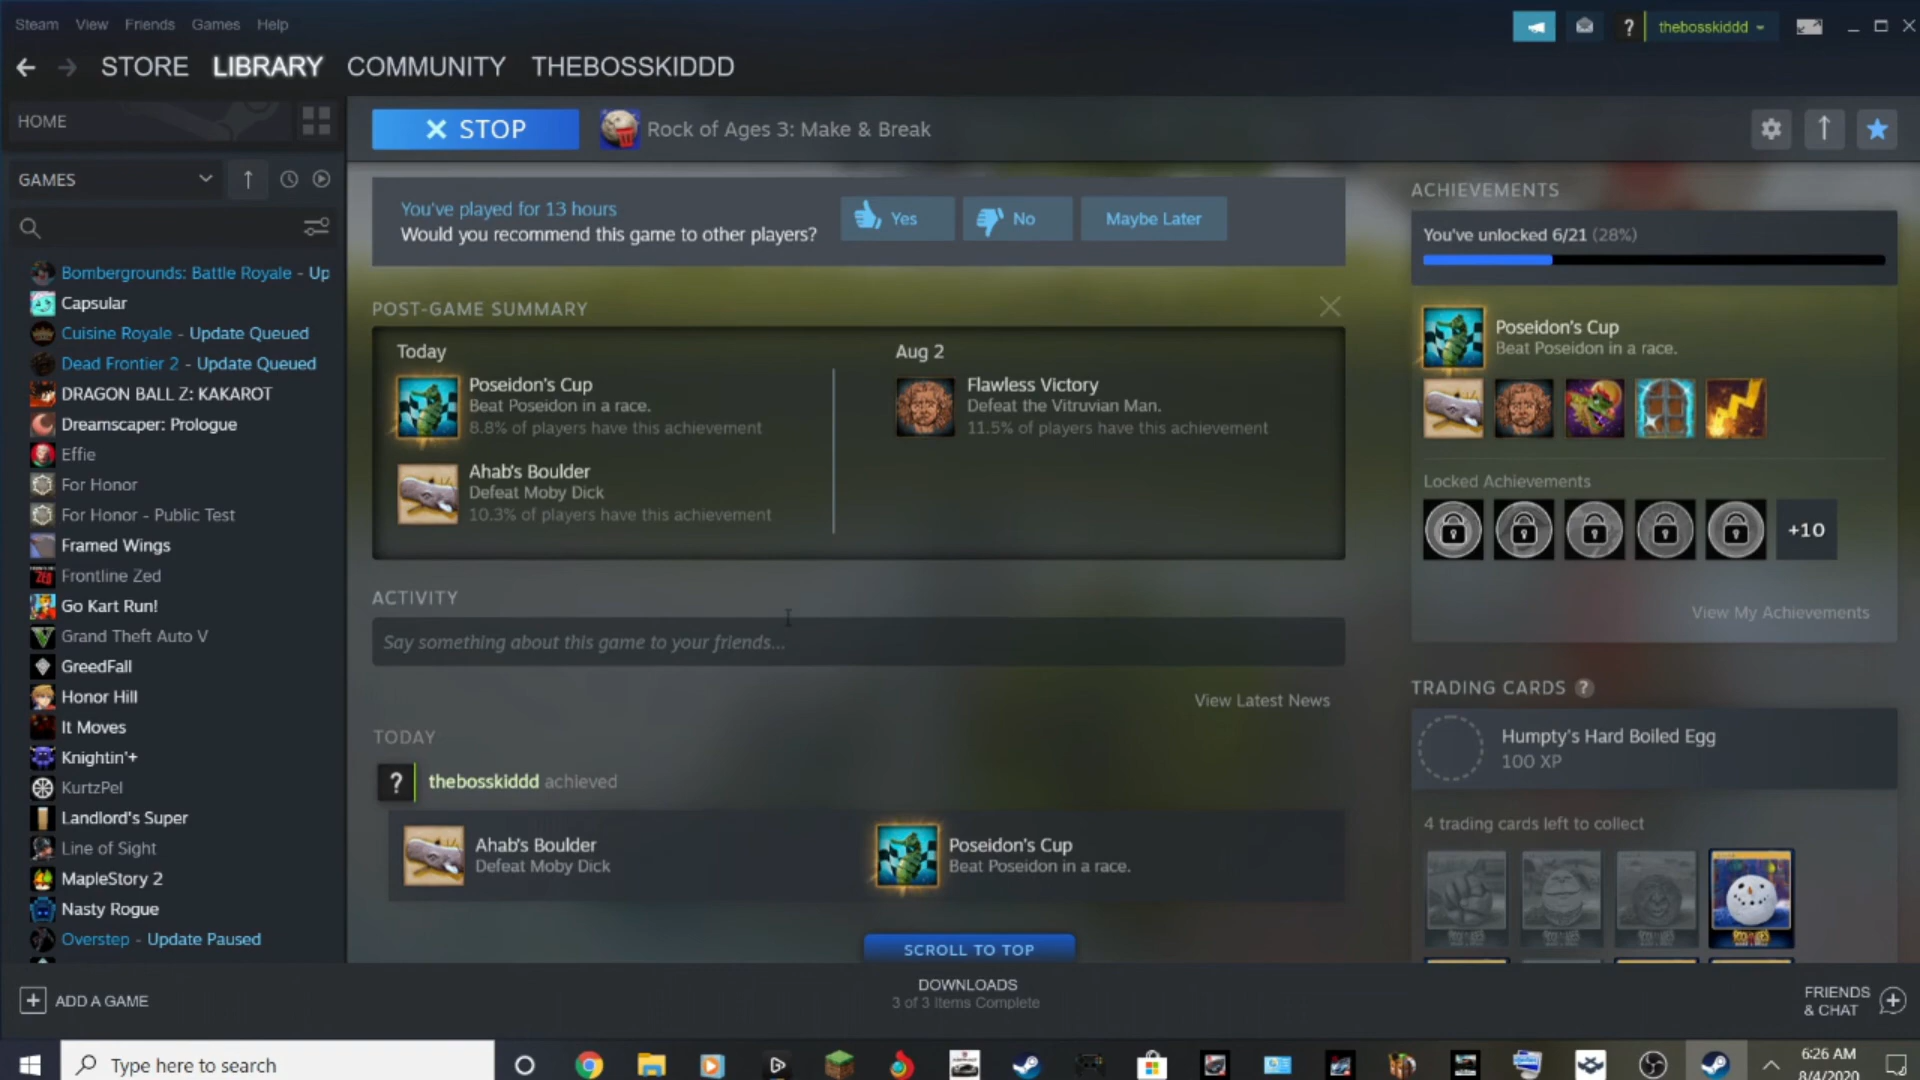 Steam View Friends Games Help
thebosskiddd
STORE LIBRARY COMMUNITY THEBOSSKIDDD
HOME
GAMES
Bombergrounds: Battle Royale - Up
Capsular
Cuisine Royale - Update Queued
Dead Frontier 2 - Update Queued
DRAGON BALL Z: KAKAROT
Dreamscaper: Prologue
Effie
For Honor
For Honor - Public Test
Framed Wings
Frontline Zed
Go Kart Run!
Grand Theft Auto V
GreedFall
Honor Hill
It Moves
Knightin'+
KurtzPel
Landlord's Super
Line of Sight
MapleStory 2
Nasty Rogue
Overstep - Update Paused
STOP
Rock of Ages 3: Make & Break
You've played for 13 hours
Would you recommend this game to other players?
Yes
No
Maybe Later
POST-GAME SUMMARY
Today
Poseidon's Cup
Beat Poseidon in a race.
8.8% of players have this achievement
Ahab's Boulder
Defeat Moby Dick
10.3% of players have this achievement
Aug 2
Flawless Victory
Defeat the Vitruvian Man.
11.5% of players have this achievement
ACTIVITY
Say something about this game to your friends...
View Latest News
TODAY
thebosskiddd achieved
Ahab's Boulder
Defeat Moby Dick
Poseidon's Cup
Beat Poseidon in a race.
SCROLL TO TOP
ACHIEVEMENTS
You've unlocked 6/21 (28%)
Poseidon's Cup
Beat Poseidon in a race.
Locked Achievements
+10
View My Achievements
TRADING CARDS ?
Humpty's Hard Boiled Egg
100 XP
4 trading cards left to collect
ADD A GAME
DOWNLOADS
3 of 3 Items Complete
FRIENDS
& CHAT
Type here to search
6:26 AM
8/4/2020